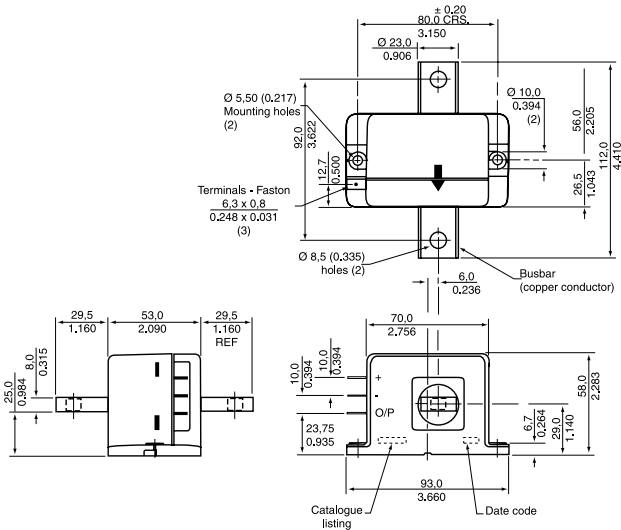 ± 0.20
80,0 CRS.
3.150
Ø 23,0
0.906
Ø 5,50 (0.217)
Mounting holes
(2)
Ø 10,0
0.394
(2)
92,0
3.622
12,7
0.500
56,0
2.205
112,0
4.410
26,5
1.043
Terminals - Faston
6,3 x 0,8
0.248 x 0.031
(3)
Ø 8,5 (0.335)
holes (2)
6,0
0.236
Busbar
(copper conductor)
29,5
1.160
53,0
2.090
29,5
1.160
REF
8,0
0.315
25,0
0.984
70,0
2.756
10,0
0.394
10,0
0.394
+
-
O/P
23,75
0.935
58,0
2.283
6,7
0.264
29,0
1.140
93,0
3.660
Catalogue
listing
Date code